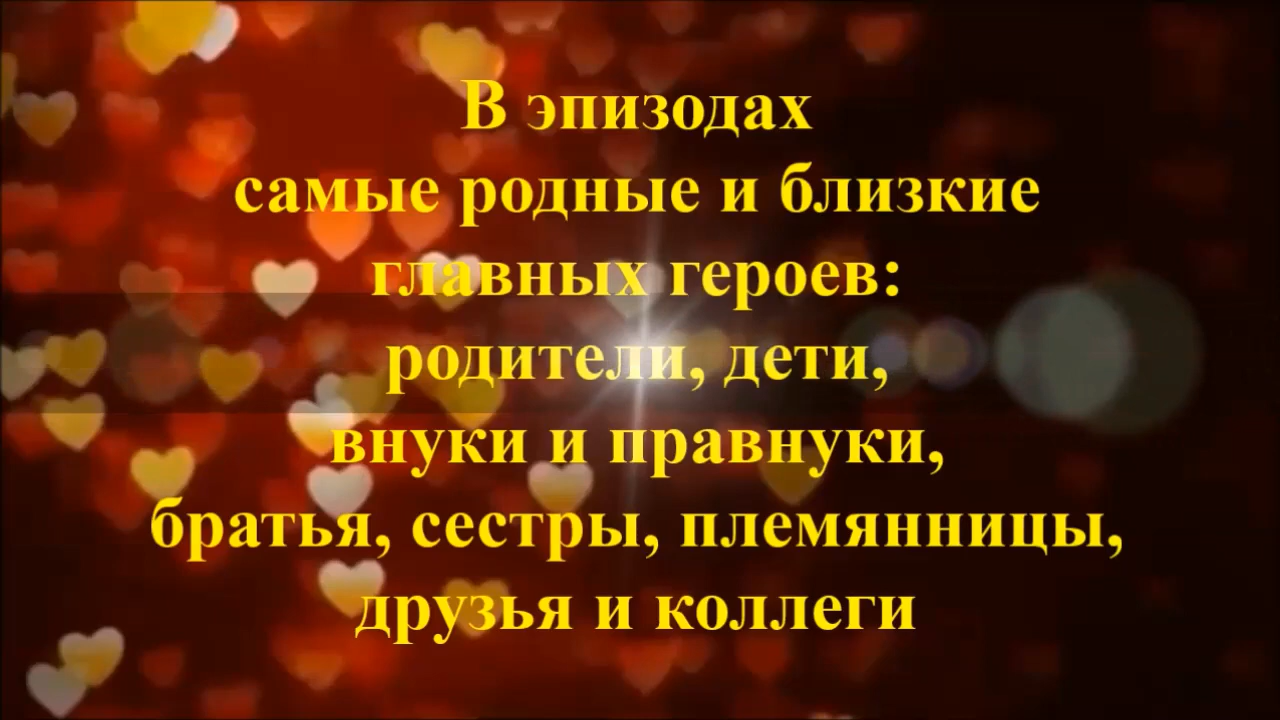 В эпизодах
самые родные и близкие
главных героев:
родители, дети,
внуки и правнуки,
братья, сестры, племянницы,
друзья и коллеги